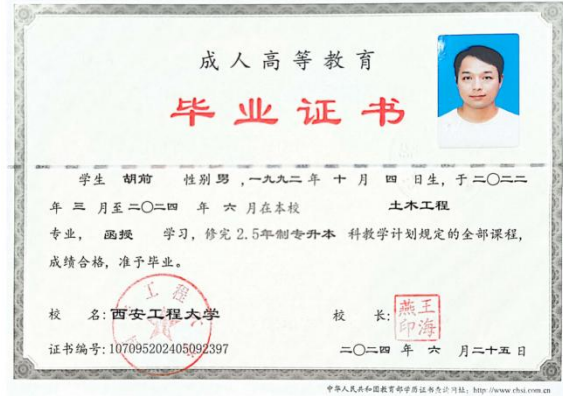 成人高等教育
毕业证书
学生 胡前 性别 男 ,一九九二 年 十 月 四 日生，于 二〇二二
年 三 月至 二〇二四 年 六 月在本校 土木工程
专业， 函授 学习，修完 2.5年制专升本 科教学计划规定的全部课程，
成绩合格，准予毕业。
校 名: 西安工程大学 校 长: 燕王印海
证书编号: 107095202405092397 二〇二四 年 六 月二十五 日
中华人民共和国教育部学历证书查询网址: http://www.chsi.com.cn